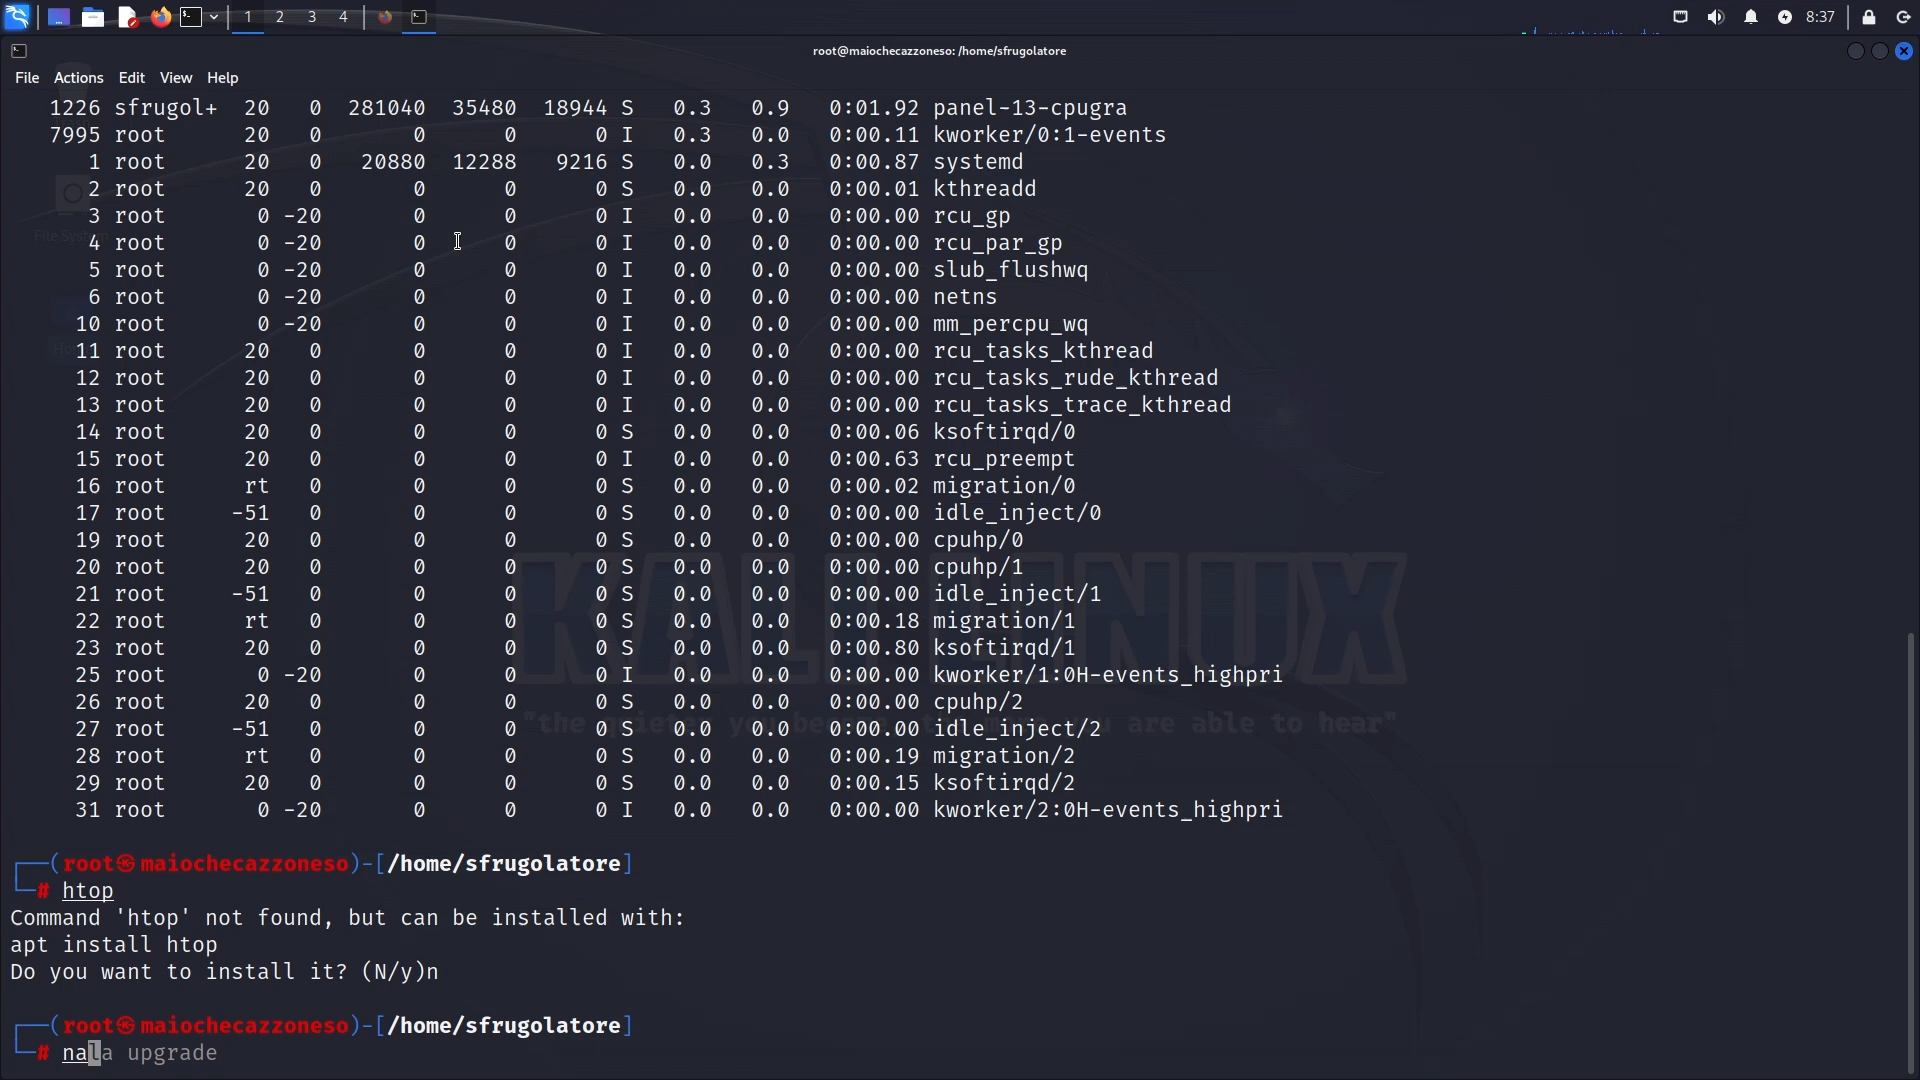 1 2 3 4 8:37
root@maiochecazzoneso: /home/sfrugolatore
File Actions Edit View Help
1226 sfrugol+ 20 0 281040 35480 18944 S 0.3 0.9 0:01.92 panel-13-cpugra
7995 root 20 0 0 0 0 I 0.3 0.0 0:00.11 kworker/0:1-events
1 root 20 0 20880 12288 9216 S 0.0 0.3 0:00.87 systemd
2 root 20 0 0 0 0 S 0.0 0.0 0:00.01 kthreadd
3 root 0 -20 0 0 0 I 0.0 0.0 0:00.00 rcu_gp
File System
4 root 0 -20 0 0 0 I 0.0 0.0 0:00.00 rcu_par_gp
5 root 0 -20 0 0 0 I 0.0 0.0 0:00.00 slub_flushwq
6 root 0 -20 0 0 0 I 0.0 0.0 0:00.00 netns
10 root 0 -20 0 0 0 I 0.0 0.0 0:00.00 mm_percpu_wq
11 root 20 0 0 0 0 I 0.0 0.0 0:00.00 rcu_tasks_kthread
12 root 20 0 0 0 0 I 0.0 0.0 0:00.00 rcu_tasks_rude_kthread
13 root 20 0 0 0 0 I 0.0 0.0 0:00.00 rcu_tasks_trace_kthread
14 root 20 0 0 0 0 S 0.0 0.0 0:00.06 ksoftirqd/0
15 root 20 0 0 0 0 I 0.0 0.0 0:00.63 rcu_preempt
16 root rt 0 0 0 0 S 0.0 0.0 0:00.02 migration/0
17 root -51 0 0 0 0 S 0.0 0.0 0:00.00 idle_inject/0
19 root 20 0 0 0 0 S 0.0 0.0 0:00.00 cpuhp/0
20 root 20 0 0 0 0 S 0.0 0.0 0:00.00 cpuhp/1
21 root -51 0 0 0 0 S 0.0 0.0 0:00.00 idle_inject/1
22 root rt 0 0 0 0 S 0.0 0.0 0:00.18 migration/1
KALI LINUX
23 root 20 0 0 0 0 S 0.0 0.0 0:00.80 ksoftirqd/1
25 root 0 -20 0 0 0 I 0.0 0.0 0:00.00 kworker/1:0H-events_highpri
26 root 20 0 0 0 0 S 0.0 0.0 0:00.00 cpuhp/2
"the quieter you become, the more you are able to hear"
27 root -51 0 0 0 0 S 0.0 0.0 0:00.00 idle_inject/2
28 root rt 0 0 0 0 S 0.0 0.0 0:00.19 migration/2
29 root 20 0 0 0 0 S 0.0 0.0 0:00.15 ksoftirqd/2
31 root 0 -20 0 0 0 I 0.0 0.0 0:00.00 kworker/2:0H-events_highpri
┌──(root㉿maiochecazzoneso)-[/home/sfrugolatore]
└─# htop
Command 'htop' not found, but can be installed with:
apt install htop
Do you want to install it? (N/y)n
┌──(root㉿maiochecazzoneso)-[/home/sfrugolatore]
└─# nala upgrade